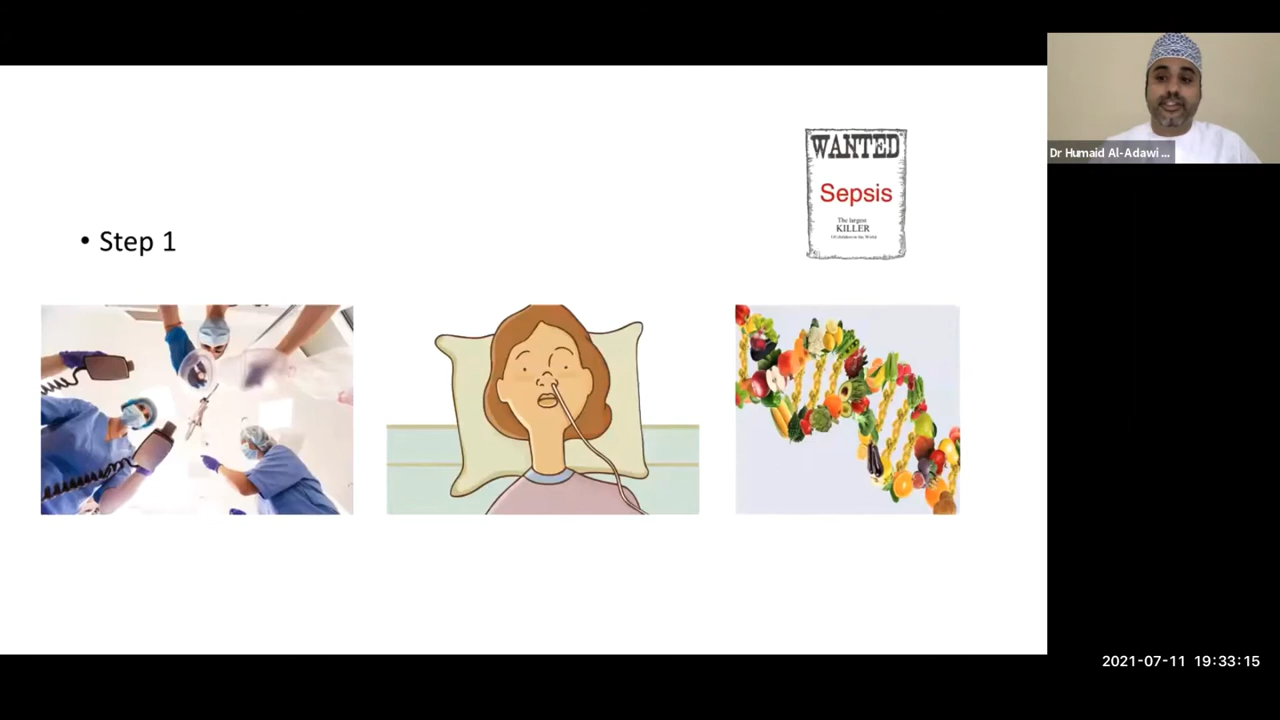 WANTED
Sepsis
The largest
KILLER
Of children in the World
• Step 1
Dr Humaid Al-Adawi ...
2021-07-11 19:33:15